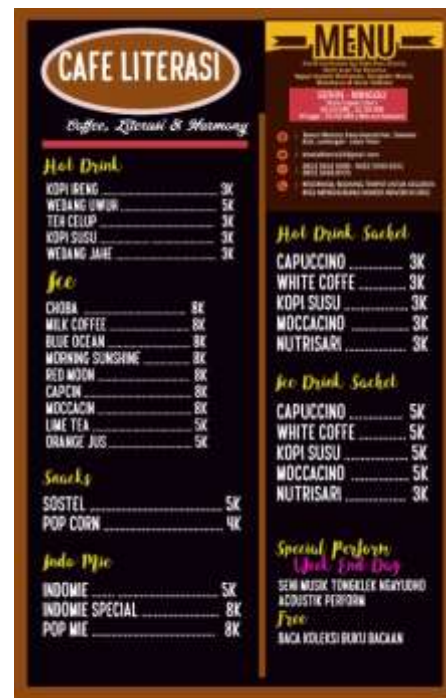 CAFE LITERASI
Coffee, Literasi & Harmony
Hot Drink
KOPI IRENG 3K
WEDANG UWUH 5K
TEH CELUP 3K
KOPI SUSU 3K
WEDANG JAHE 3K
Ice
CHOBA 8K
MILK COFFEE 8K
BLUE OCEAN 8K
MORNING SUNSHINE 8K
RED MOON 8K
CAPCIN 8K
MOCCACIN 8K
LIME TEA 5K
ORANGE JUS 5K
Snacks
SOSTEL 5K
POP CORN 4K
Indo Mie
INDOMIE 5K
INDOMIE SPECIAL 8K
POP MIE 8K
MENU
SENIN - MINGGU
Hot Drink Sachet
CAPUCCINO 3K
WHITE COFFE 3K
KOPI SUSU 3K
MOCCACINO 3K
NUTRISARI 3K
Ice Drink Sachet
CAPUCCINO 5K
WHITE COFFE 5K
KOPI SUSU 5K
MOCCACINO 5K
NUTRISARI 3K
Special Perform
Week End Day
SENI MUSIK TONGKLEK NGAYUDHO
ACOUSTIK PERFORM
Free
BACA KOLEKSI BUKU BACAAN